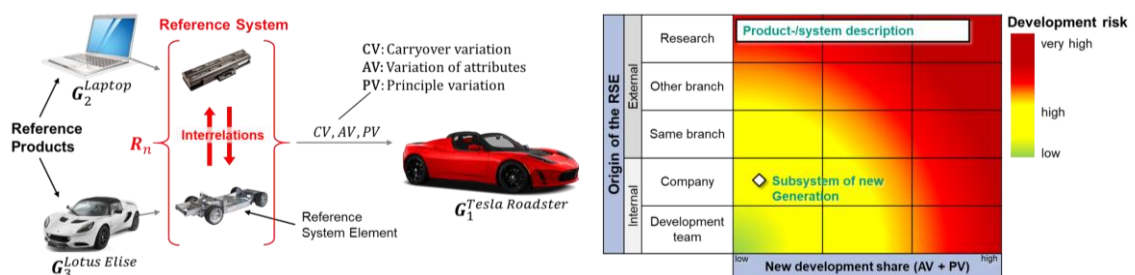 Reference System
G_2^Laptop
Reference
Products
R_n
Interrelations
CV: Carryover variation
AV: Variation of attributes
PV: Principle variation
CV, AV, PV
G_1^Tesla Roadster
Reference
System Element
G_3^Lotus Elise
Origin of the RSE
External
Internal
Research
Other branch
Same branch
Company
Development
team
Product-/system description
Subsystem of new
Generation
low
high
New development share (AV + PV)
Development risk
very high
high
low